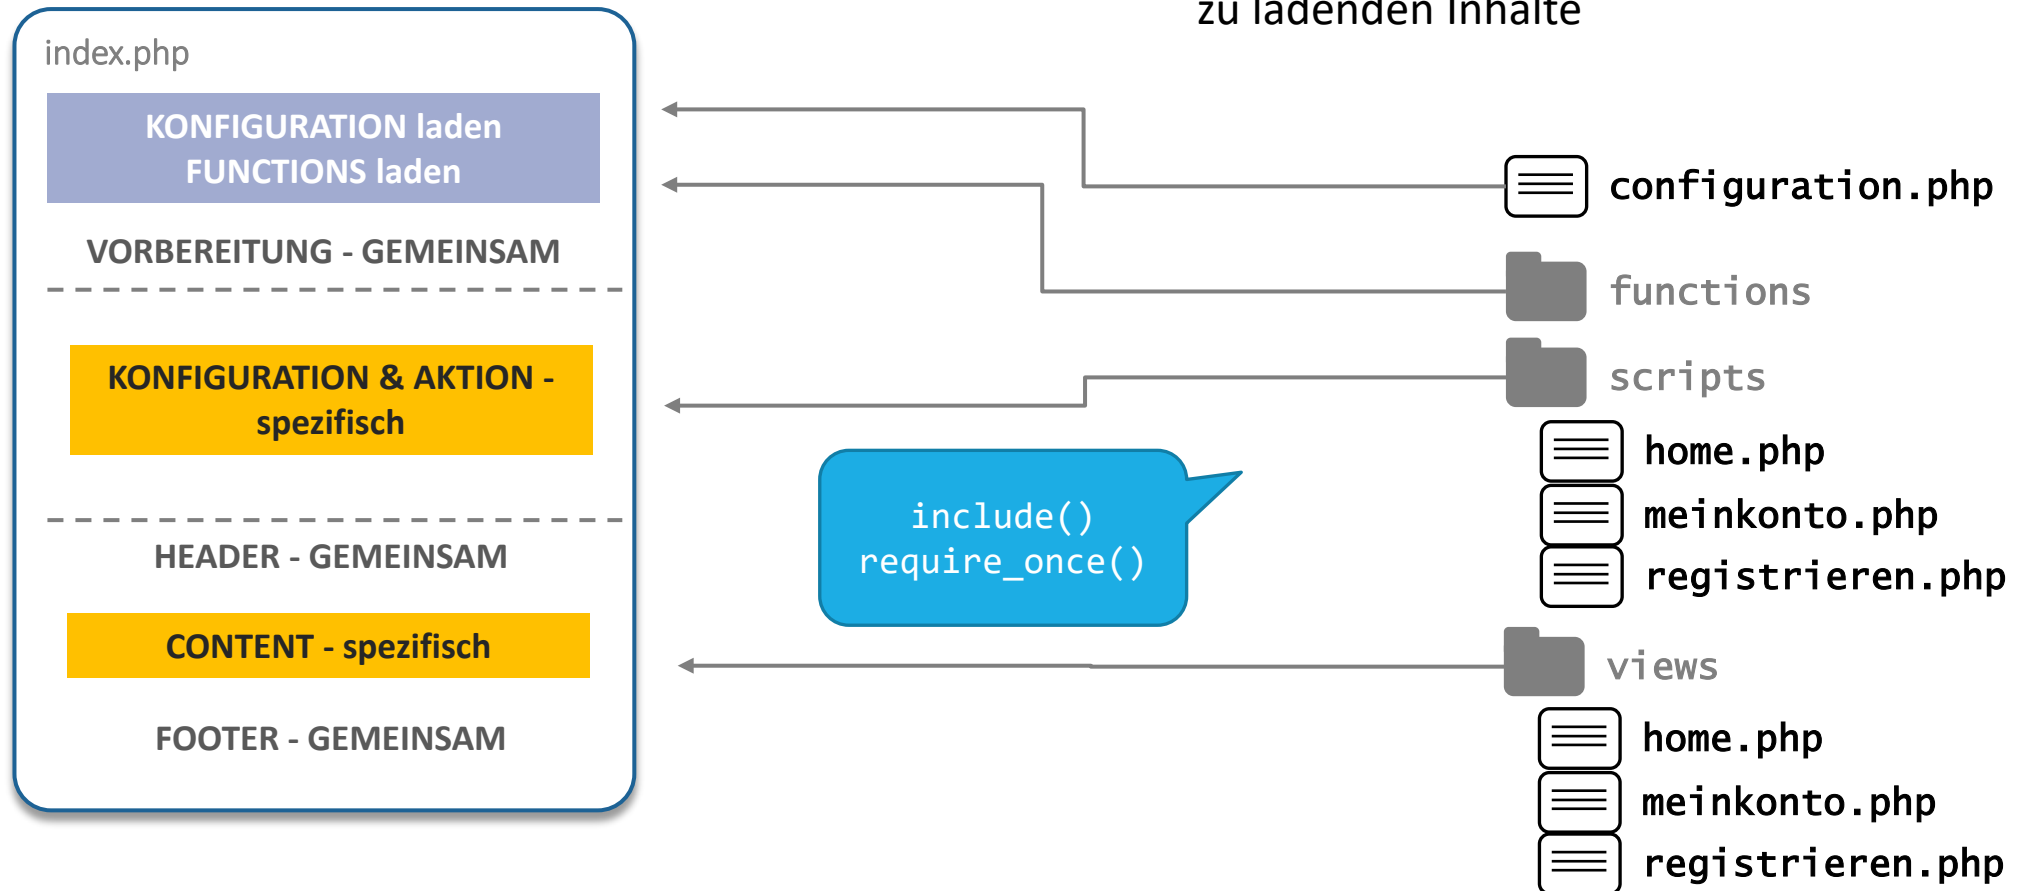 zu ladenden Inhalte
index.php
KONFIGURATION laden
FUNCTIONS laden
VORBEREITUNG - GEMEINSAM
KONFIGURATION & AKTION -
spezifisch
HEADER - GEMEINSAM
CONTENT - spezifisch
FOOTER - GEMEINSAM
include()
require_once()
configuration.php
functions
scripts
home.php
meinkonto.php
registrieren.php
views
home.php
meinkonto.php
registrieren.php